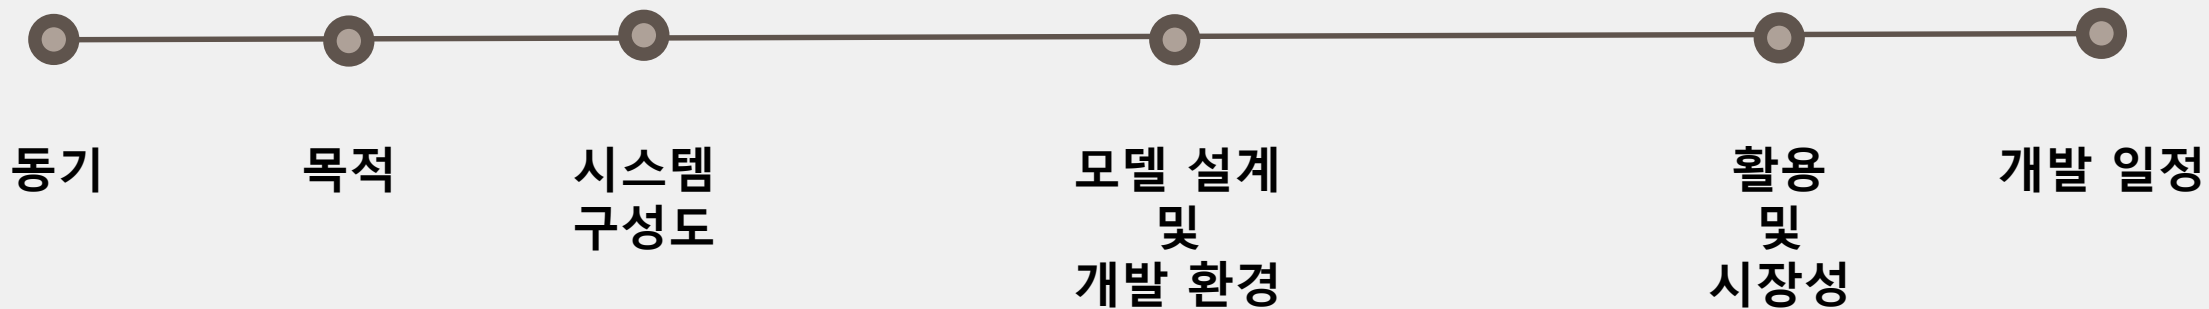 동기
목적
시스템
구성도
모델 설계
및
개발 환경
활용
및
시장성
개발 일정